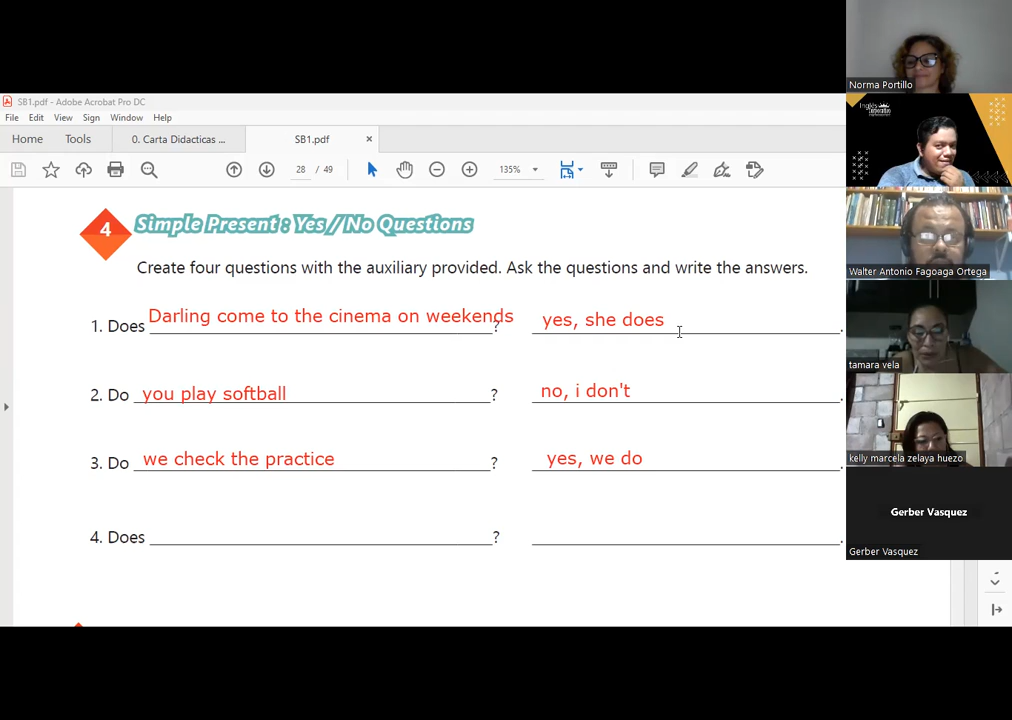 SB1.pdf - Adobe Acrobat Pro DC
File Edit View Sign Window Help
Home Tools 0. Carta Didacticas ... SB1.pdf ×
28 / 49 135%
4 Simple Present : Yes / No Questions
Create four questions with the auxiliary provided. Ask the questions and write the answers.
1. Does Darling come to the cinema on weekends ? yes, she does .
2. Do you play softball ? no, i don't .
3. Do we check the practice ? yes, we do .
4. Does ____ ? ____ .
Norma Portillo
Inglés
Walter Antonio Fagoaga Ortega
tamara vela
kelly marcela zelaya huezo
Gerber Vasquez
Gerber Vasquez